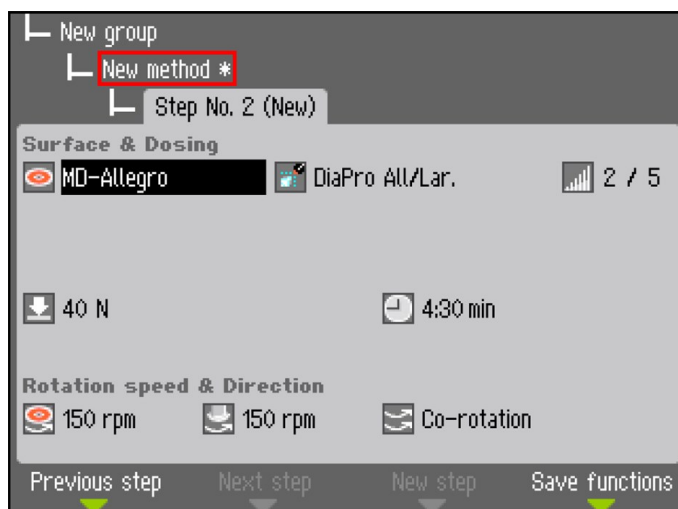 New group
New method *
Step No. 2 (New)
Surface & Dosing
MD-Allegro DiaPro All/Lar. 2 / 5
40 N 4:30 min
Rotation speed & Direction
150 rpm 150 rpm Co-rotation
Previous step Next step New step Save functions